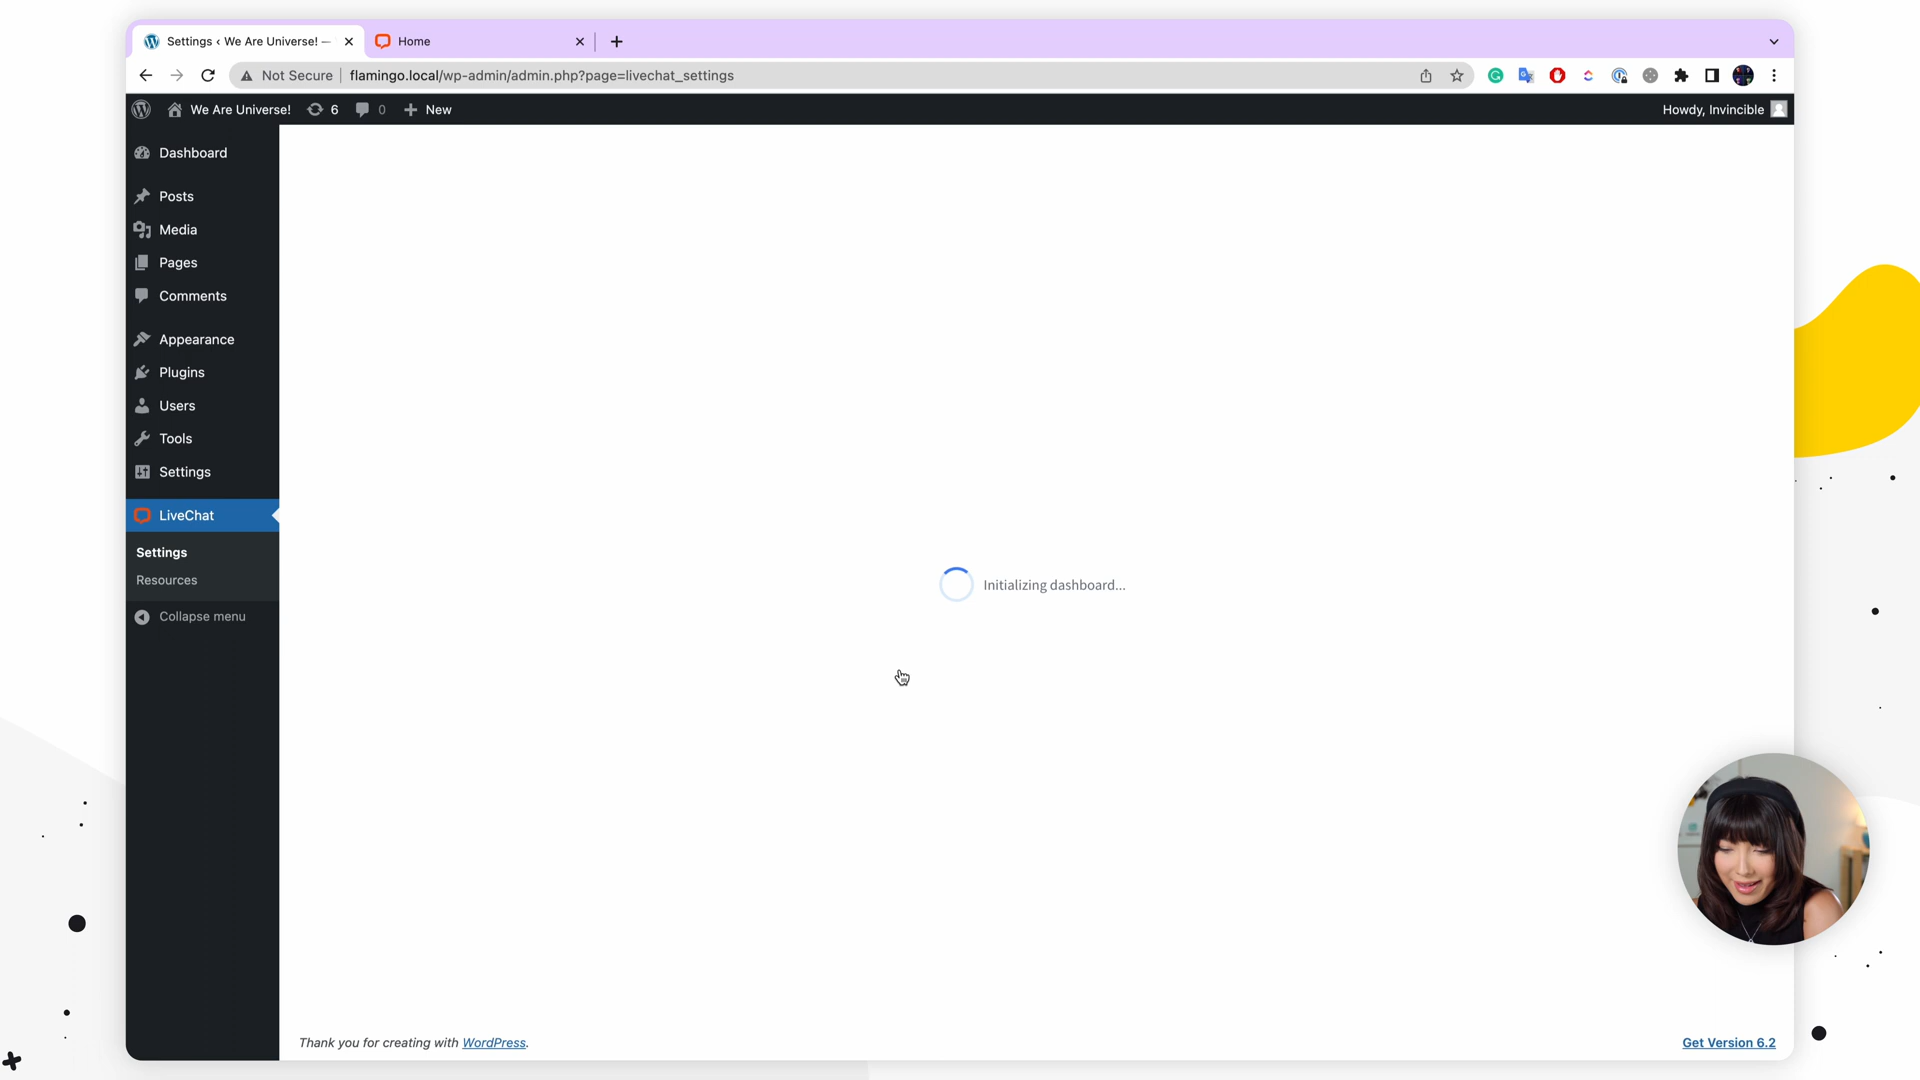 Settings ‹ We Are Universe! —
Home
Not Secure
flamingo.local/wp-admin/admin.php?page=livechat_settings
We Are Universe!
6
0
New
Howdy, Invincible
Dashboard
Posts
Media
Pages
Comments
Appearance
Plugins
Users
Tools
Settings
LiveChat
Settings
Resources
Collapse menu
Initializing dashboard...
Thank you for creating with WordPress.
Get Version 6.2